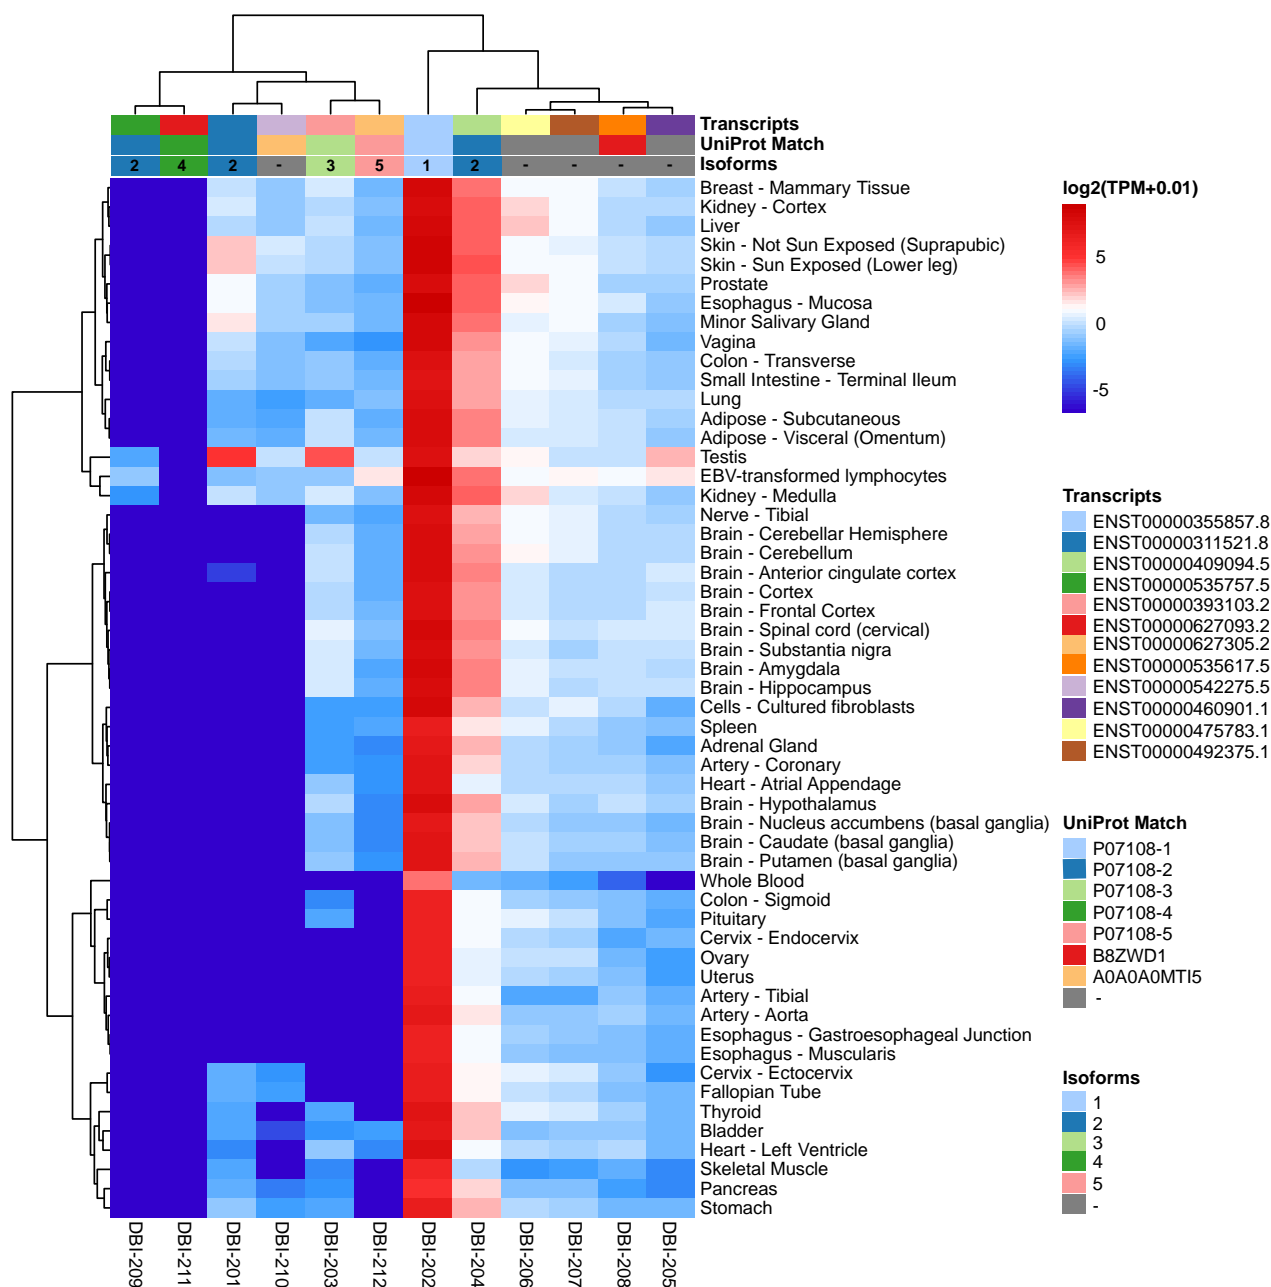 Transcripts
UniProt Match
Isoforms
2 4 2 - 3 5 1 2 - - - -
Breast - Mammary Tissue
Kidney - Cortex
Liver
Skin - Not Sun Exposed (Suprapubic)
Skin - Sun Exposed (Lower leg)
Prostate
Esophagus - Mucosa
Minor Salivary Gland
Vagina
Colon - Transverse
Small Intestine - Terminal Ileum
Lung
Adipose - Subcutaneous
Adipose - Visceral (Omentum)
Testis
EBV-transformed lymphocytes
Kidney - Medulla
Nerve - Tibial
Brain - Cerebellar Hemisphere
Brain - Cerebellum
Brain - Anterior cingulate cortex
Brain - Cortex
Brain - Frontal Cortex
Brain - Spinal cord (cervical)
Brain - Substantia nigra
Brain - Amygdala
Brain - Hippocampus
Cells - Cultured fibroblasts
Spleen
Adrenal Gland
Artery - Coronary
Heart - Atrial Appendage
Brain - Hypothalamus
Brain - Nucleus accumbens (basal ganglia)
Brain - Caudate (basal ganglia)
Brain - Putamen (basal ganglia)
Whole Blood
Colon - Sigmoid
Pituitary
Cervix - Endocervix
Ovary
Uterus
Artery - Tibial
Artery - Aorta
Esophagus - Gastroesophageal Junction
Esophagus - Muscularis
Cervix - Ectocervix
Fallopian Tube
Thyroid
Bladder
Heart - Left Ventricle
Skeletal Muscle
Pancreas
Stomach
DBI-209
DBI-211
DBI-201
DBI-210
DBI-203
DBI-212
DBI-202
DBI-204
DBI-206
DBI-207
DBI-208
DBI-205
log2(TPM+0.01)
5
0
-5
Transcripts
ENST00000355857.8
ENST00000311521.8
ENST00000409094.5
ENST00000535757.5
ENST00000393103.2
ENST00000627093.2
ENST00000627305.2
ENST00000535617.5
ENST00000542275.5
ENST00000460901.1
ENST00000475783.1
ENST00000492375.1
UniProt Match
P07108-1
P07108-2
P07108-3
P07108-4
P07108-5
B8ZWD1
A0A0A0MTI5
-
Isoforms
1
2
3
4
5
-